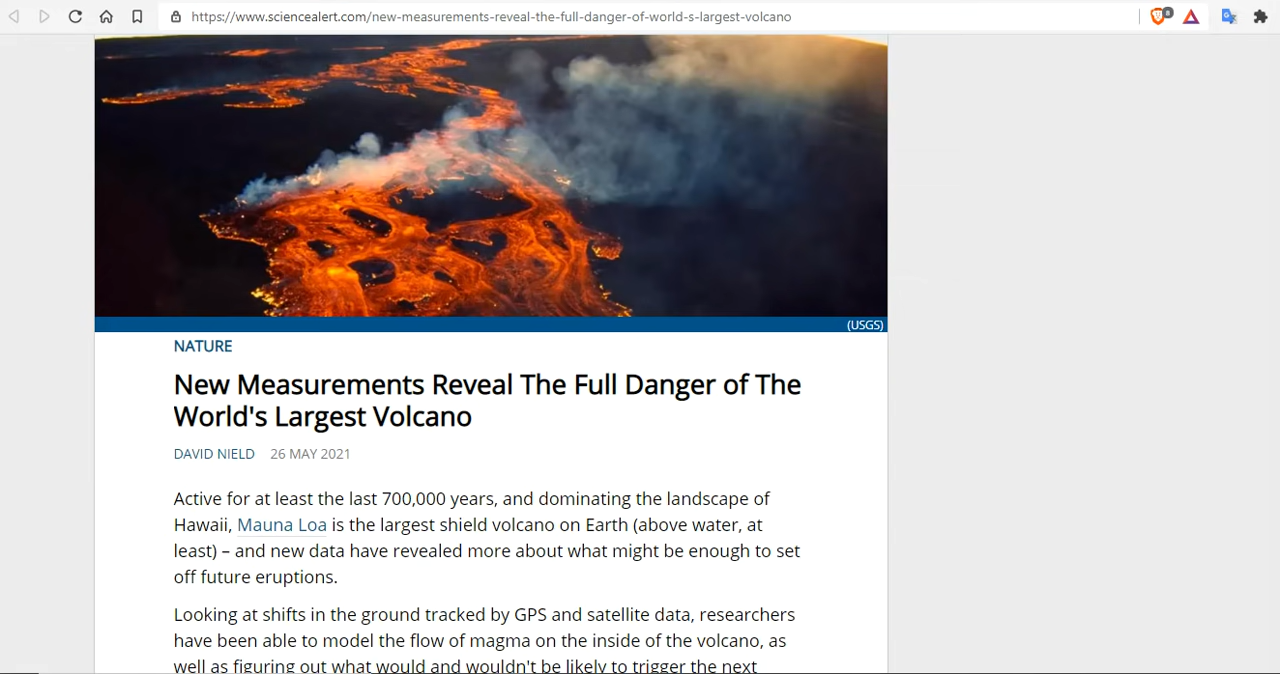 https://www.sciencealert.com/new-measurements-reveal-the-full-danger-of-world-s-largest-volcano
(USGS)
NATURE
New Measurements Reveal The Full Danger of The
World's Largest Volcano
DAVID NIELD 26 MAY 2021
Active for at least the last 700,000 years, and dominating the landscape of
Hawaii, Mauna Loa is the largest shield volcano on Earth (above water, at
least) – and new data have revealed more about what might be enough to set
off future eruptions.
Looking at shifts in the ground tracked by GPS and satellite data, researchers
have been able to model the flow of magma on the inside of the volcano, as
well as figuring out what would and wouldn't be likely to trigger the next